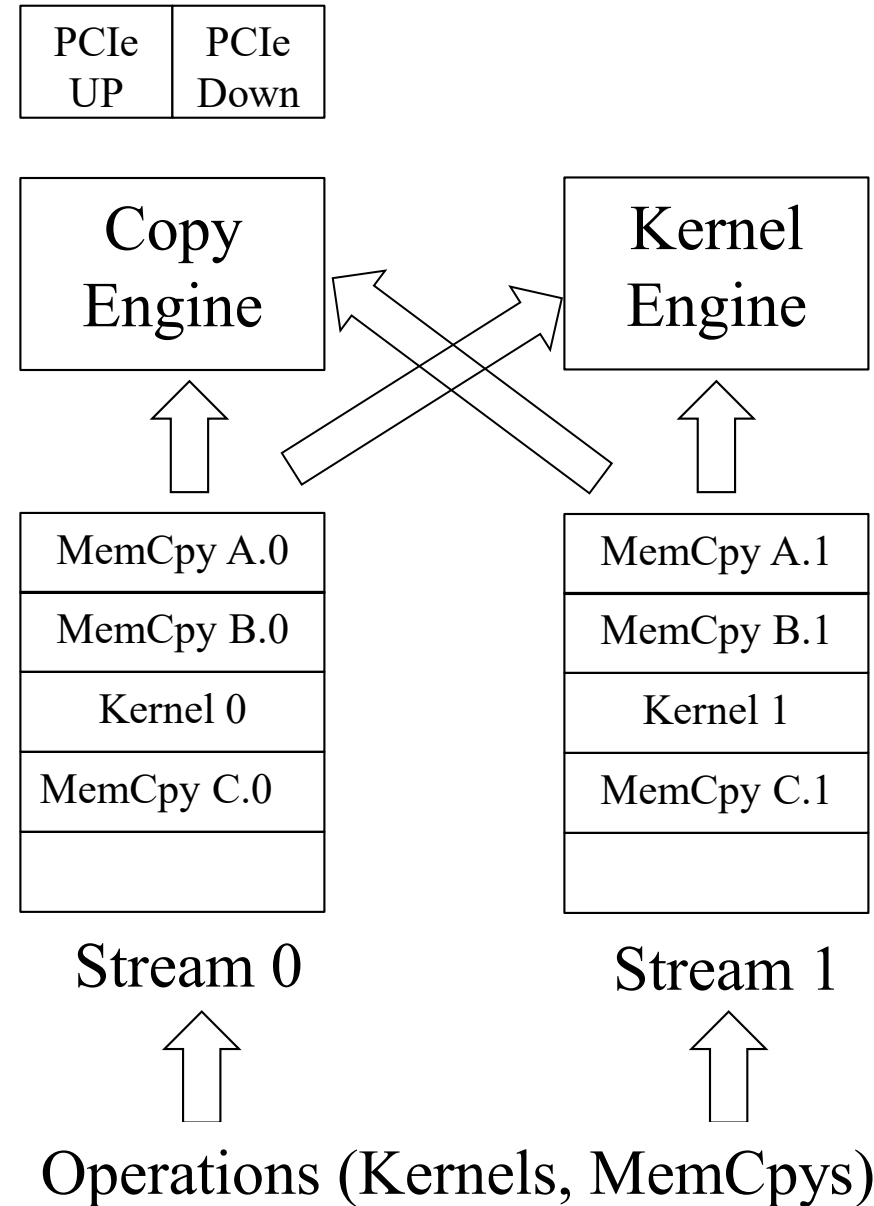 PCIe
UP
PCIe
Down
Copy
Engine
Kernel
Engine
MemCpy A.0
MemCpy B.0
Kernel 0
MemCpy C.0
Stream 0
MemCpy A.1
MemCpy B.1
Kernel 1
MemCpy C.1
Stream 1
Operations (Kernels, MemCpys)